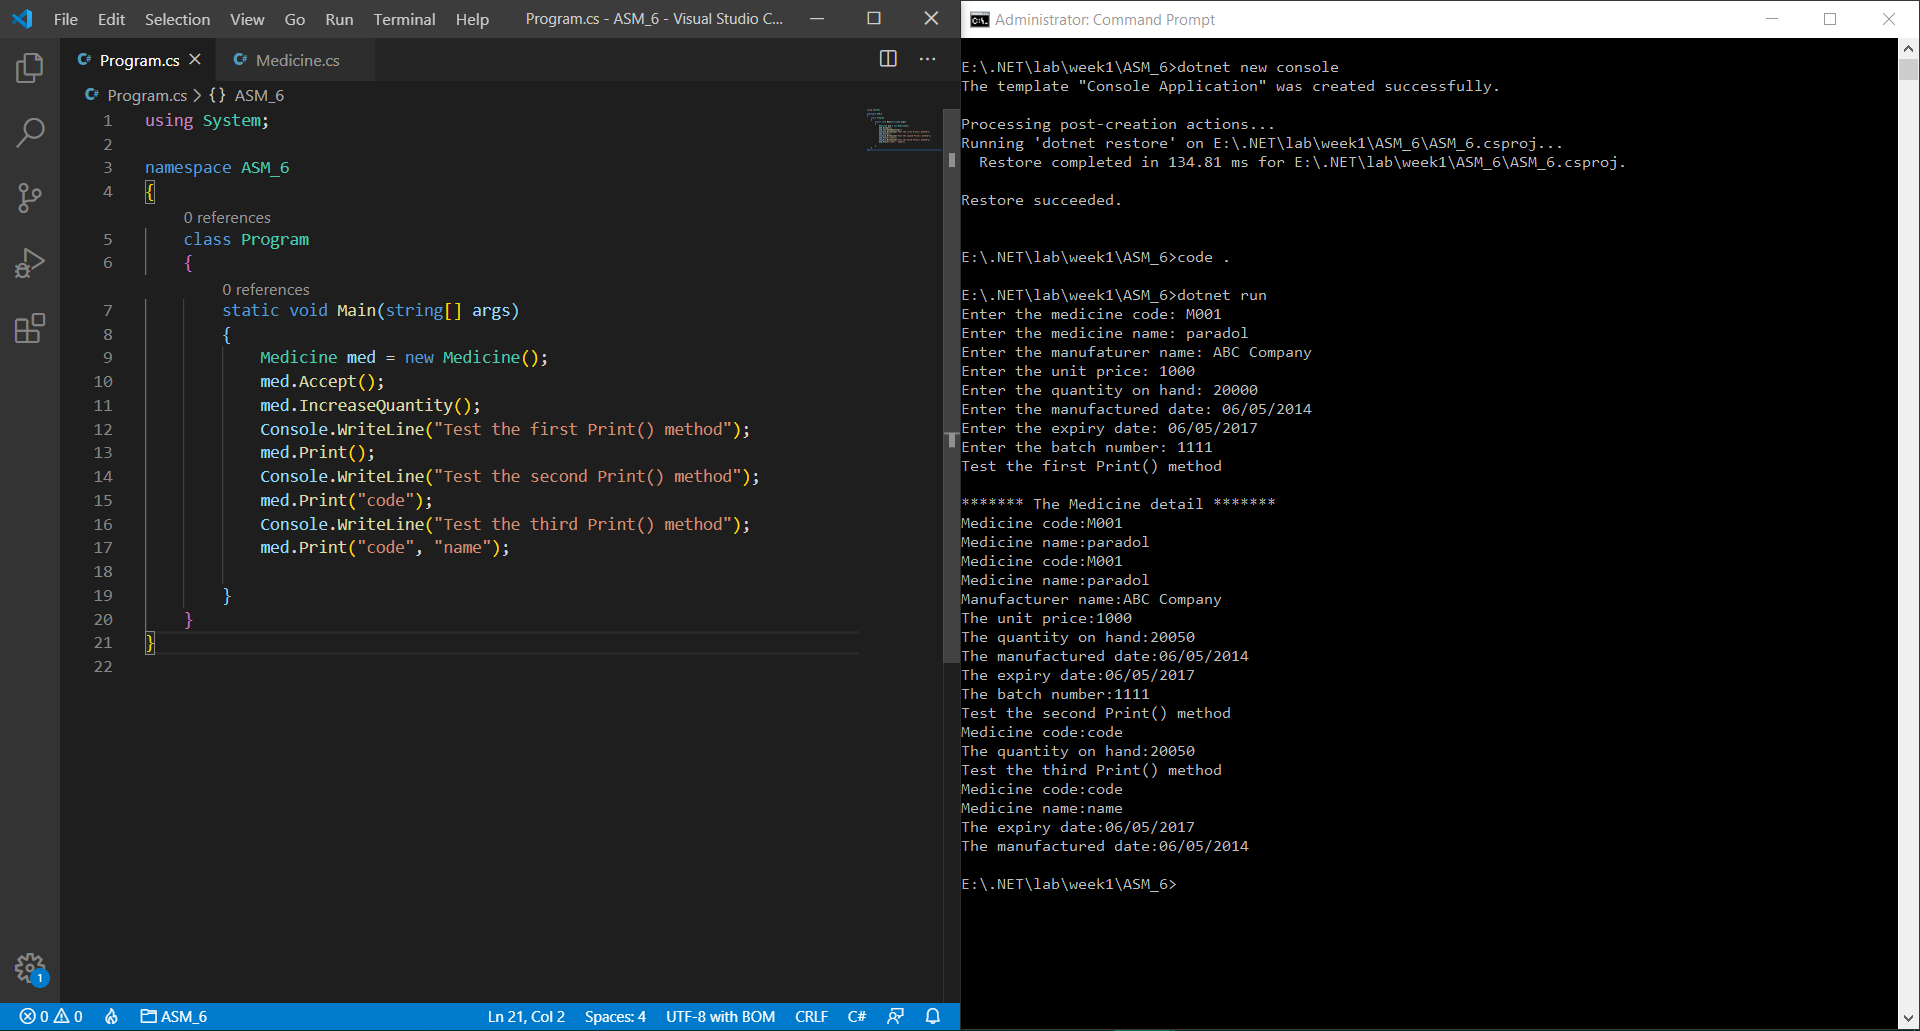 File Edit Selection View Go Run Terminal Help Program.cs - ASM_6 - Visual Studio C...
Program.cs Medicine.cs
Program.cs > {} ASM_6
1 using System;
2
3 namespace ASM_6
4 {
0 references
5 class Program
6 {
0 references
7 static void Main(string[] args)
8 {
9 Medicine med = new Medicine();
10 med.Accept();
11 med.IncreaseQuantity();
12 Console.WriteLine("Test the first Print() method");
13 med.Print();
14 Console.WriteLine("Test the second Print() method");
15 med.Print("code");
16 Console.WriteLine("Test the third Print() method");
17 med.Print("code", "name");
18
19 }
20 }
21 }
22
1
0 0 ASM_6 Ln 21, Col 2 Spaces: 4 UTF-8 with BOM CRLF C#
Administrator: Command Prompt
E:\.NET\lab\week1\ASM_6>dotnet new console
The template "Console Application" was created successfully.
Processing post-creation actions...
Running 'dotnet restore' on E:\.NET\lab\week1\ASM_6\ASM_6.csproj...
Restore completed in 134.81 ms for E:\.NET\lab\week1\ASM_6\ASM_6.csproj.
Restore succeeded.
E:\.NET\lab\week1\ASM_6>code .
E:\.NET\lab\week1\ASM_6>dotnet run
Enter the medicine code: M001
Enter the medicine name: paradol
Enter the manufaturer name: ABC Company
Enter the unit price: 1000
Enter the quantity on hand: 20000
Enter the manufactured date: 06/05/2014
Enter the expiry date: 06/05/2017
Enter the batch number: 1111
Test the first Print() method
******* The Medicine detail *******
Medicine code:M001
Medicine name:paradol
Medicine code:M001
Medicine name:paradol
Manufacturer name:ABC Company
The unit price:1000
The quantity on hand:20050
The manufactured date:06/05/2014
The expiry date:06/05/2017
The batch number:1111
Test the second Print() method
Medicine code:code
The quantity on hand:20050
Test the third Print() method
Medicine code:code
Medicine name:name
The expiry date:06/05/2017
The manufactured date:06/05/2014
E:\.NET\lab\week1\ASM_6>